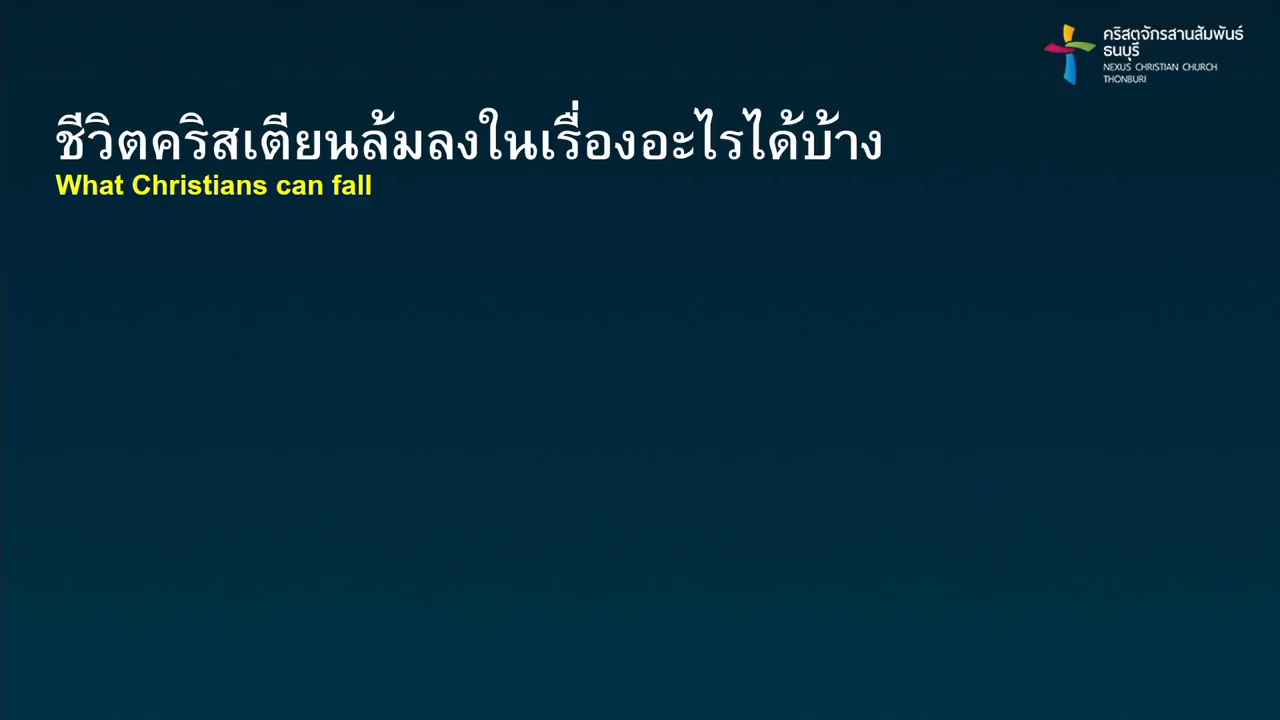 คริสตจักรสานสัมพันธ์
ธนบุรี
NEXUS CHRISTIAN CHURCH
THONBURI
ชีวิตคริสเตียนล้มลงในเรื่องอะไรได้บ้าง
What Christians can fall